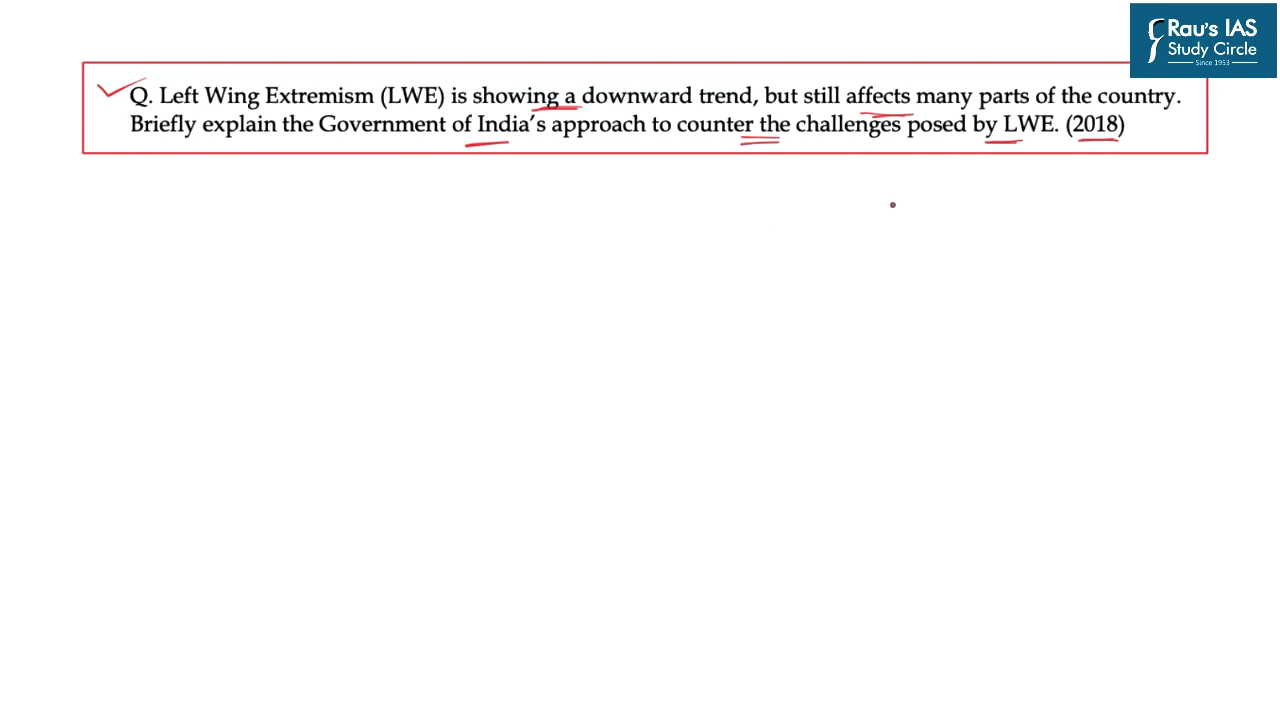 Rau's IAS
Study Circle
Since 1953
Q. Left Wing Extremism (LWE) is showing a downward trend, but still affects many parts of the country.
Briefly explain the Government of India's approach to counter the challenges posed by LWE. (2018)